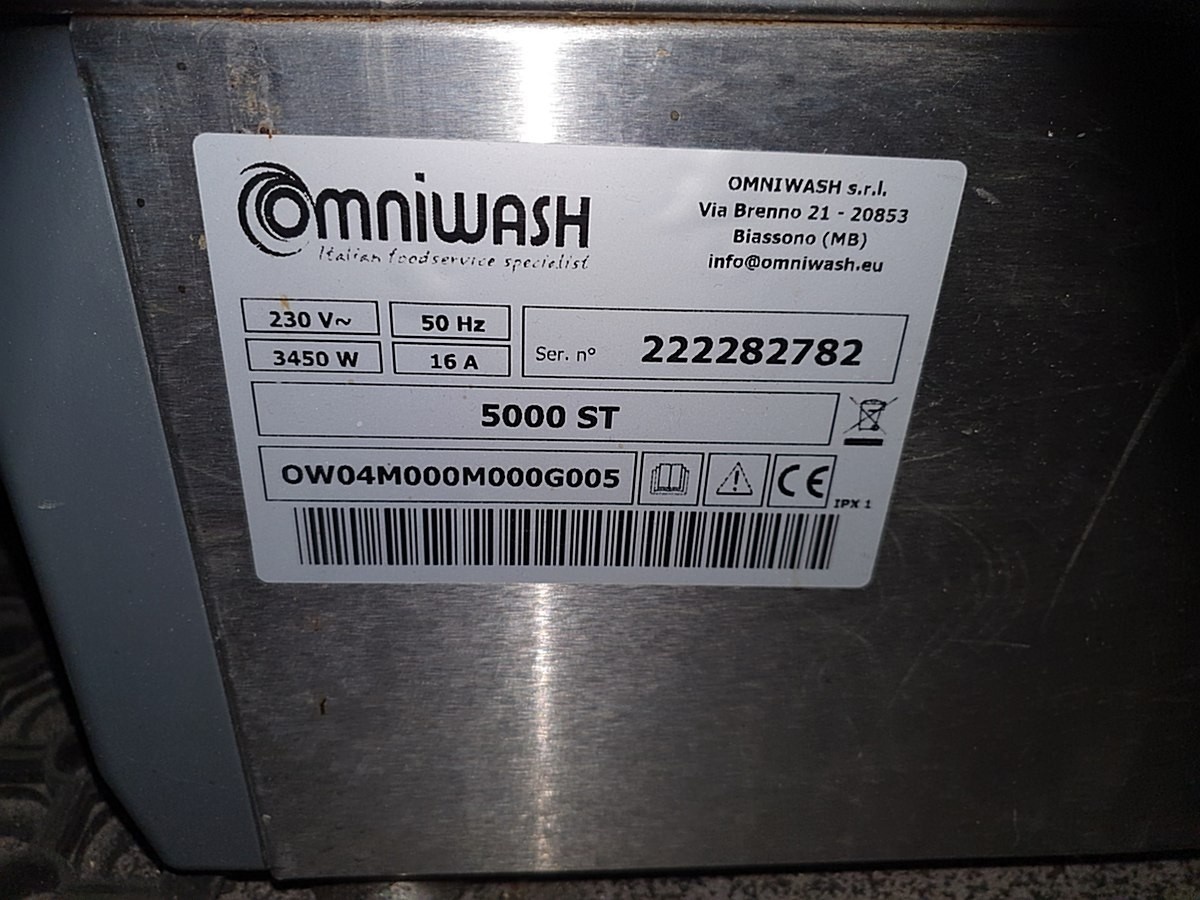 OmniWASH
Italian foodservice specialist
OMNIWASH s.r.l.
Via Brenno 21 - 20853
Biassono (MB)
info@omniwash.eu
230 V~
50 Hz
3450 W
16 A
Ser. n° 222282782
5000 ST
OW04M000M000G005
CE
IPX 1